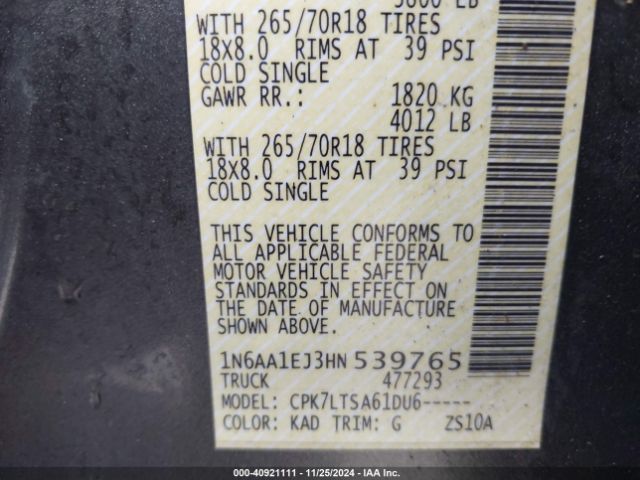 WITH 265/70R18 TIRES
18X8.0 RIMS AT 39 PSI
COLD SINGLE
GAWR RR.: 1820 KG
4012 LB
WITH 265/70R18 TIRES
18X8.0 RIMS AT 39 PSI
COLD SINGLE
THIS VEHICLE CONFORMS TO
ALL APPLICABLE FEDERAL
MOTOR VEHICLE SAFETY
STANDARDS IN EFFECT ON
THE DATE OF MANUFACTURE
SHOWN ABOVE.
1N6AA1EJ3HN 539765
TRUCK 477293
MODEL: CPK7LTSA61DU6-----
COLOR: KAD TRIM: G ZS10A
000-40921111 - 11/25/2024 - IAA Inc.